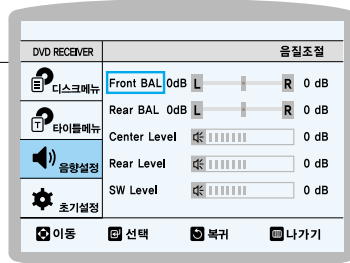 DVD RECEIVER 음질조절
디스크메뉴
타이틀메뉴
음향설정
초기설정
Front BAL 0dB L R 0 dB
Rear BAL 0dB L R 0 dB
Center Level 0 dB
Rear Level 0 dB
SW Level 0 dB
이동 선택 복귀 나가기